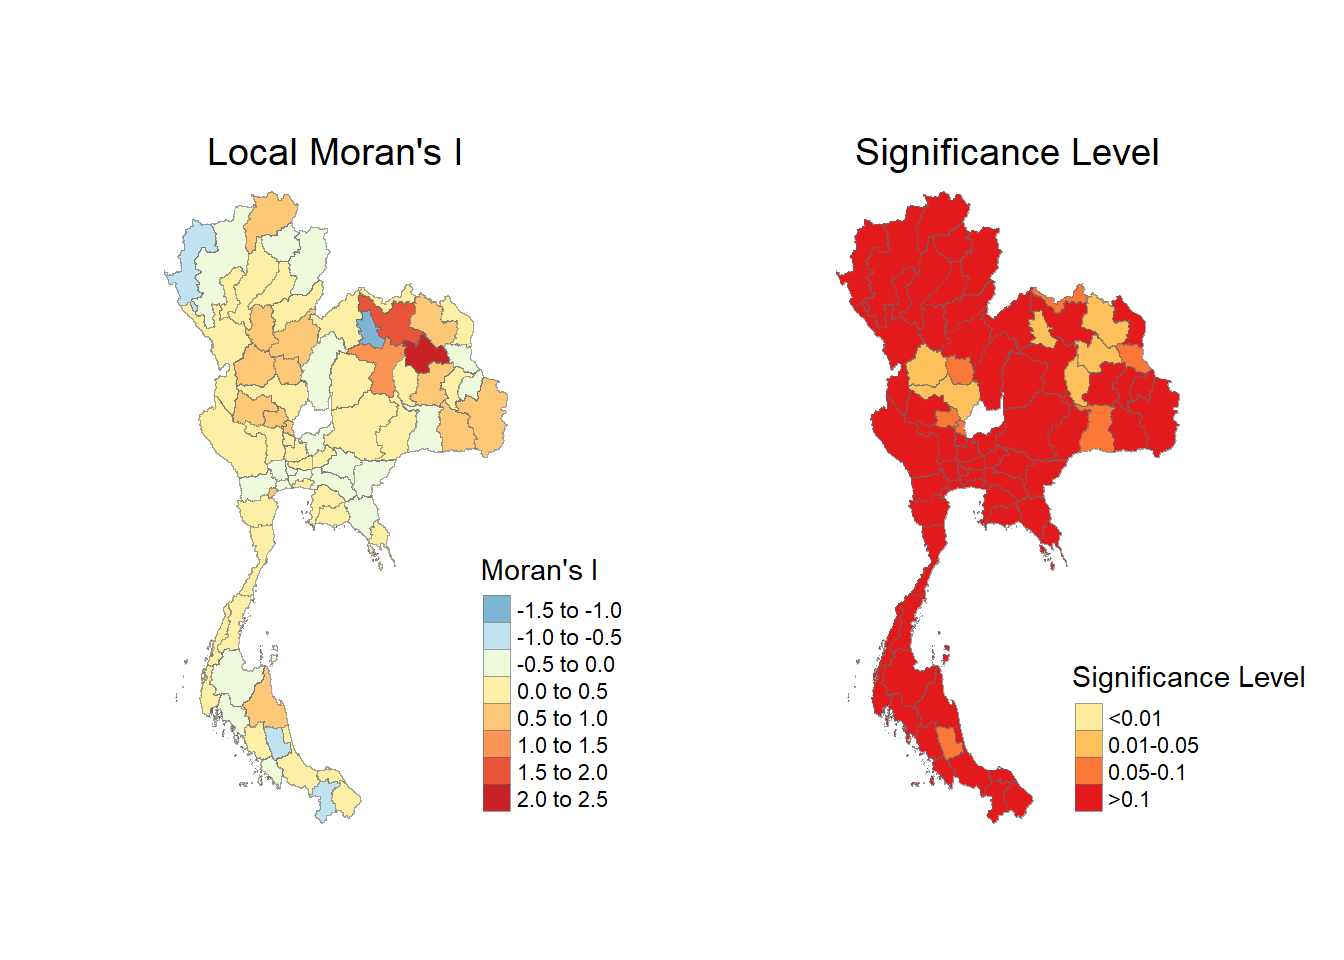 Local Moran's I
Significance Level
Moran's I
-1.5 to -1.0
-1.0 to -0.5
-0.5 to 0.0
0.0 to 0.5
0.5 to 1.0
1.0 to 1.5
1.5 to 2.0
2.0 to 2.5
Significance Level
<0.01
0.01-0.05
0.05-0.1
>0.1